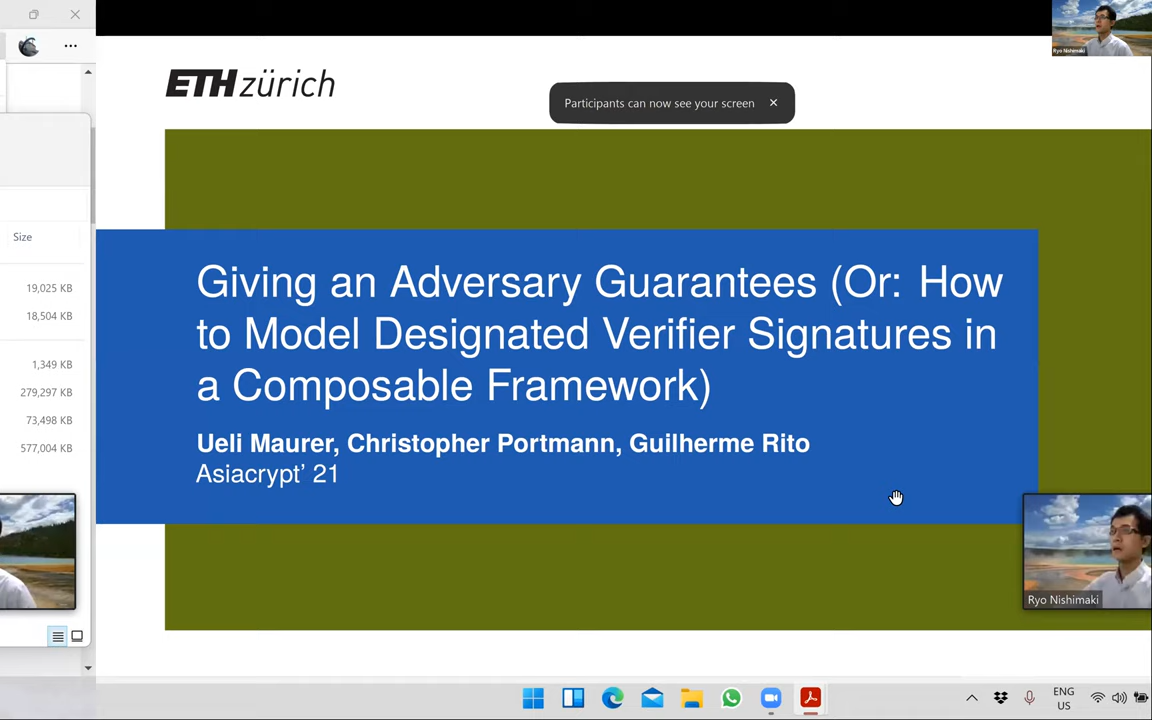 Ryo Nishimaki
ETH zürich
Participants can now see your screen
Size
19,025 KB
18,504 KB
1,349 KB
279,297 KB
73,498 KB
577,004 KB
Giving an Adversary Guarantees (Or: How
to Model Designated Verifier Signatures in
a Composable Framework)
Ueli Maurer, Christopher Portmann, Guilherme Rito
Asiacrypt' 21
Ryo Nishimaki
ENG
US